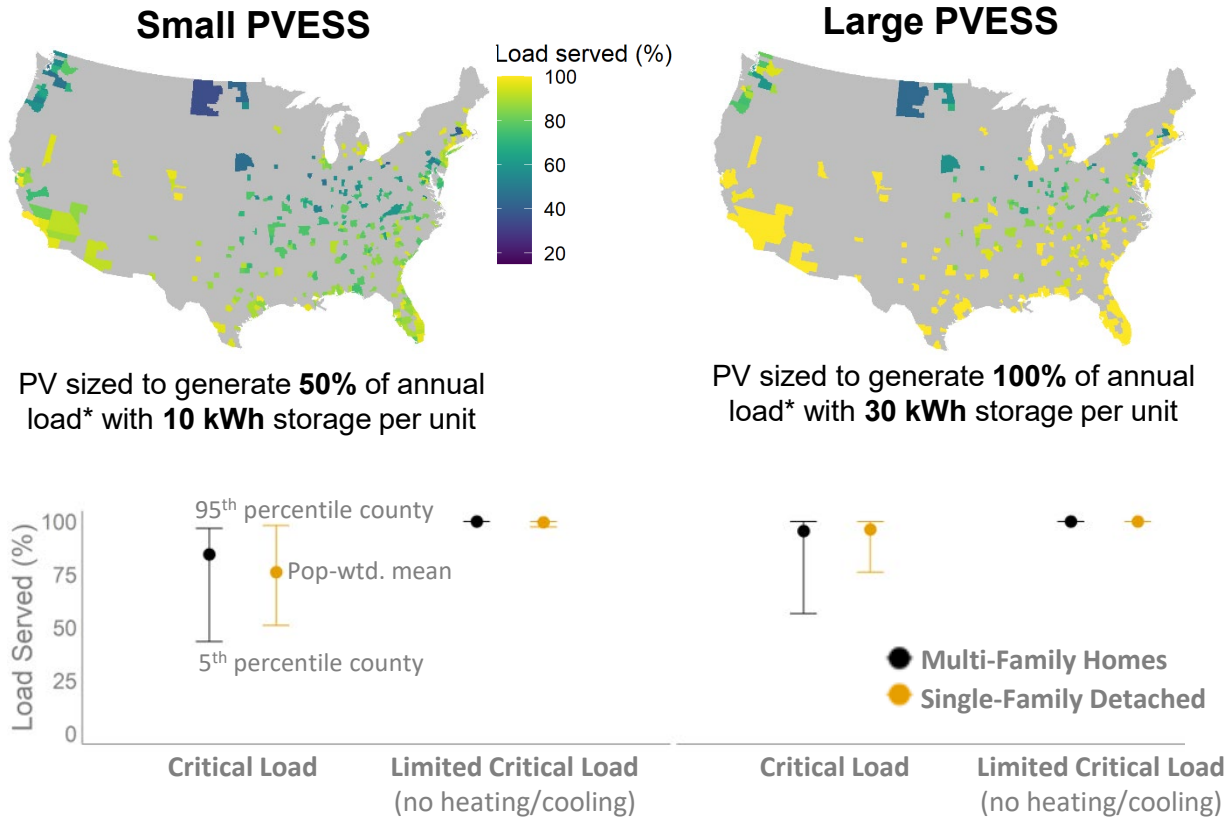 Small PVESS
Large PVESS
Load served (%)
100
80
60
40
20
PV sized to generate 50% of annual
load* with 10 kWh storage per unit
PV sized to generate 100% of annual
load* with 30 kWh storage per unit
Load Served (%)
100
75
50
25
0
95th percentile county
Pop-wtd. mean
5th percentile county
Multi-Family Homes
Single-Family Detached
Critical Load
Limited Critical Load
(no heating/cooling)
Critical Load
Limited Critical Load
(no heating/cooling)